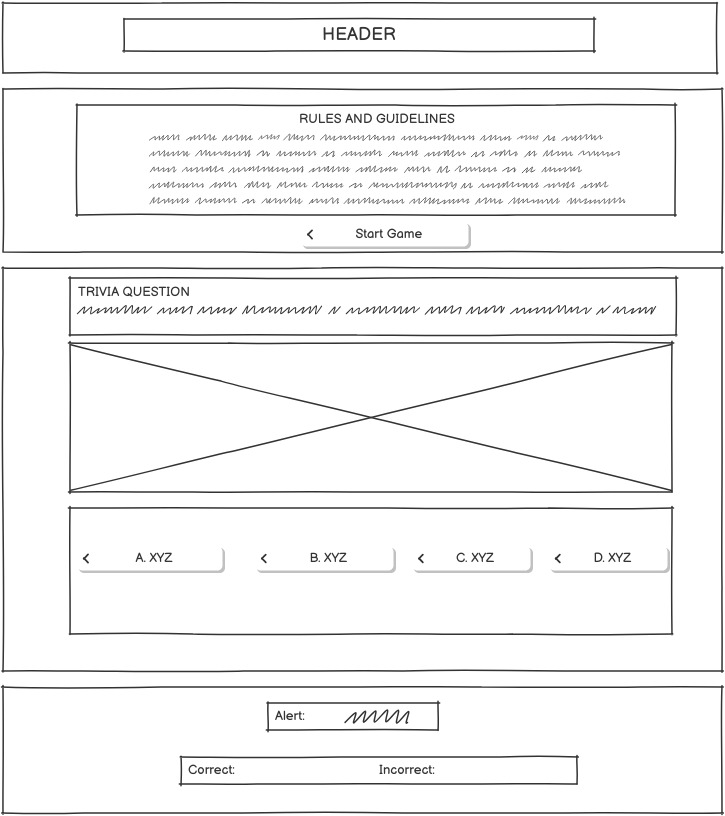 HEADER
RULES AND GUIDELINES
Start Game
TRIVIA QUESTION
A. XYZ
B. XYZ
C. XYZ
D. XYZ
Alert:
Correct: Incorrect: